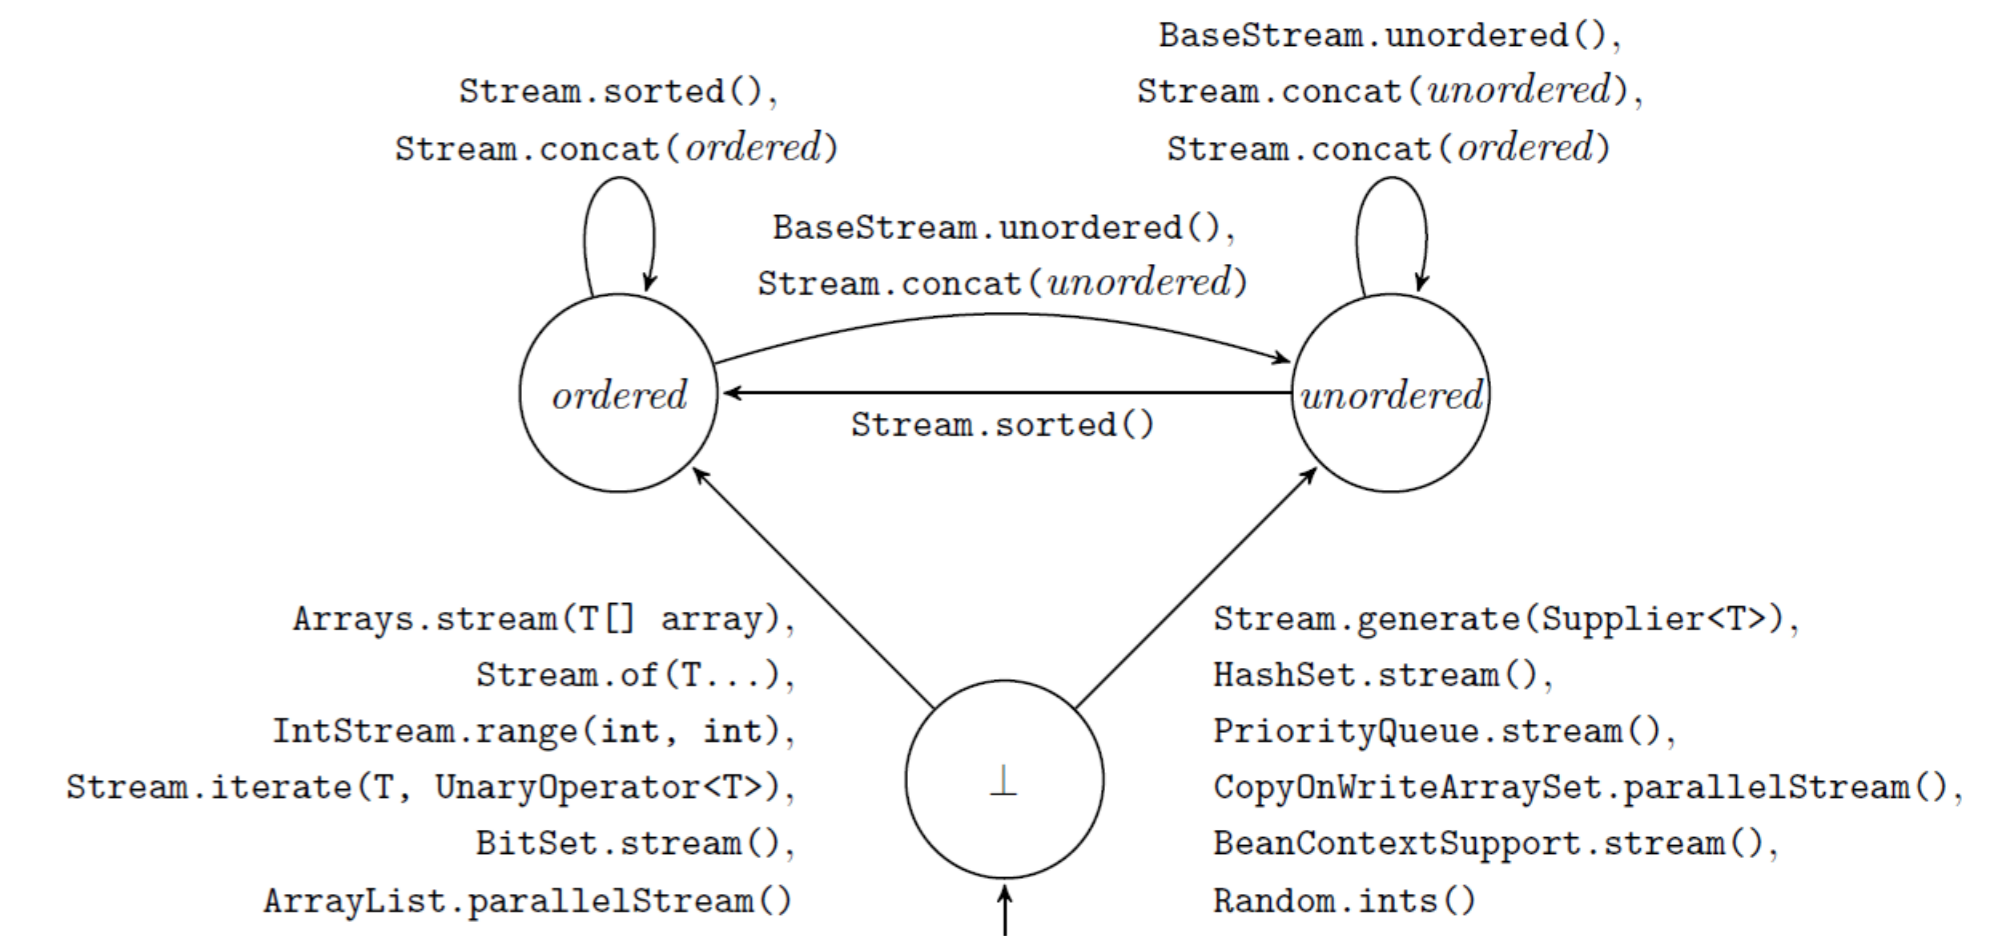 BaseStream.unordered(),
Stream.sorted(),
Stream.concat(unordered),
Stream.concat(ordered)
Stream.concat(ordered)
BaseStream.unordered(),
Stream.concat(unordered)
ordered
unordered
Stream.sorted()
Arrays.stream(T[] array),
Stream.of(T...),
IntStream.range(int, int),
Stream.iterate(T, UnaryOperator<T>),
BitSet.stream(),
ArrayList.parallelStream()
⊥
Stream.generate(Supplier<T>),
HashSet.stream(),
PriorityQueue.stream(),
CopyOnWriteArraySet.parallelStream(),
BeanContextSupport.stream(),
Random.ints()